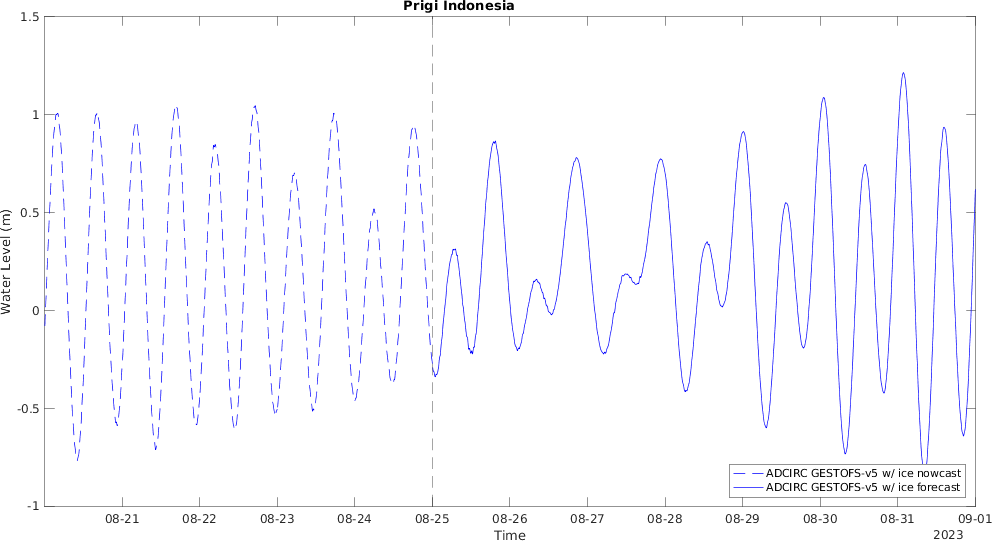 Prigi Indonesia
1.5
1
0.5
0
-0.5
-1
Water Level (m)
08-21 08-22 08-23 08-24 08-25 08-26 08-27 08-28 08-29 08-30 08-31 09-01
Time
2023
ADCIRC GESTOFS-v5 w/ ice nowcast
ADCIRC GESTOFS-v5 w/ ice forecast